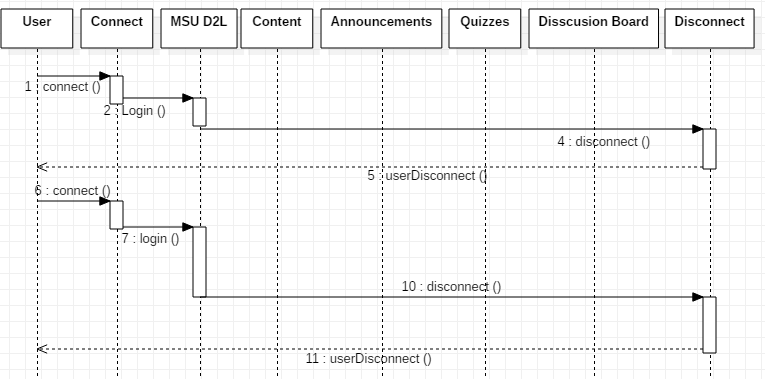 User
Connect
MSU D2L
Content
Announcements
Quizzes
Disscusion Board
Disconnect
1 : connect ()
2 : Login ()
4 : disconnect ()
5 : userDisconnect ()
6 : connect ()
7 : login ()
10 : disconnect ()
11 : userDisconnect ()